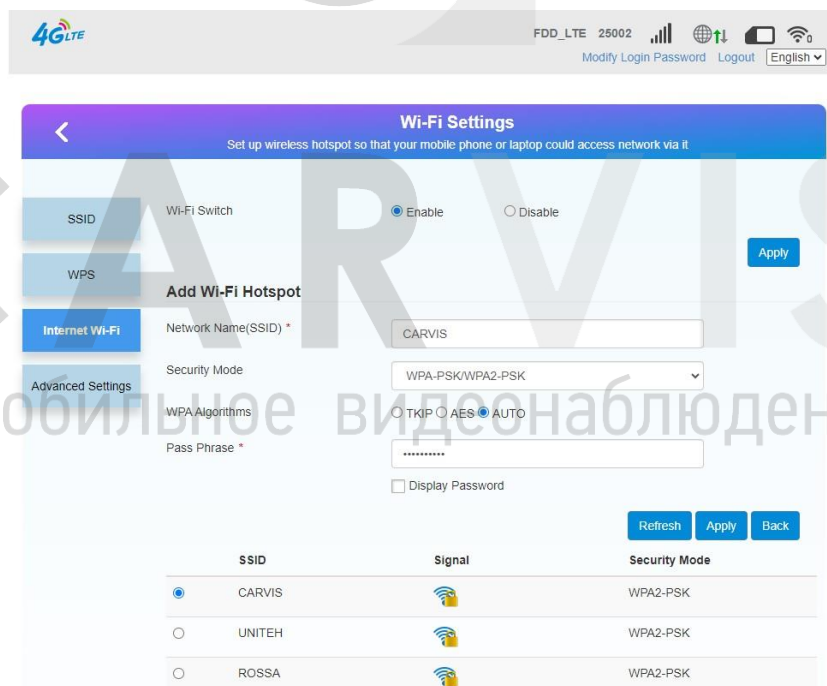 4G LTE
FDD_LTE 25002
0
Modify Login Password Logout English
Wi-Fi Settings
Set up wireless hotspot so that your mobile phone or laptop could access network via it
SSID
WPS
Internet Wi-Fi
Advanced Settings
Wi-Fi Switch Enable Disable
Apply
Add Wi-Fi Hotspot
Network Name(SSID) * CARVIS
Security Mode WPA-PSK/WPA2-PSK
WPA Algorithms TKIP AES AUTO
Pass Phrase * ••••••••••
Display Password
Refresh Apply Back
SSID Signal Security Mode
CARVIS WPA2-PSK
UNITEH WPA2-PSK
ROSSA WPA2-PSK
ARVIS
обильное видеонаблюден